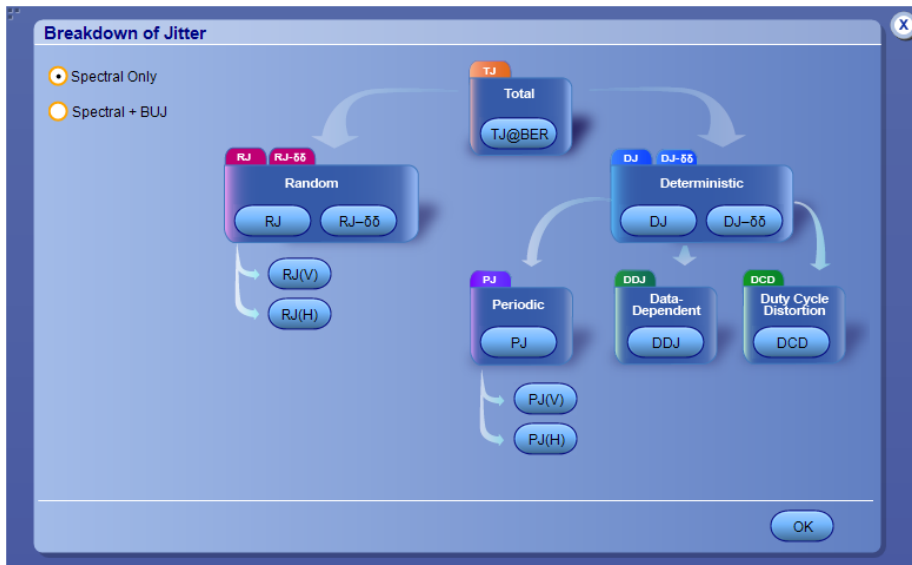 Breakdown of Jitter
X
Spectral Only
Spectral + BUJ
TJ
Total
TJ@BER
RJ RJ-δδ
Random
RJ RJ–δδ
RJ(V)
RJ(H)
DJ DJ-δδ
Deterministic
DJ DJ–δδ
PJ
Periodic
PJ
PJ(V)
PJ(H)
DDJ
Data-
Dependent
DDJ
DCD
Duty Cycle
Distortion
DCD
OK